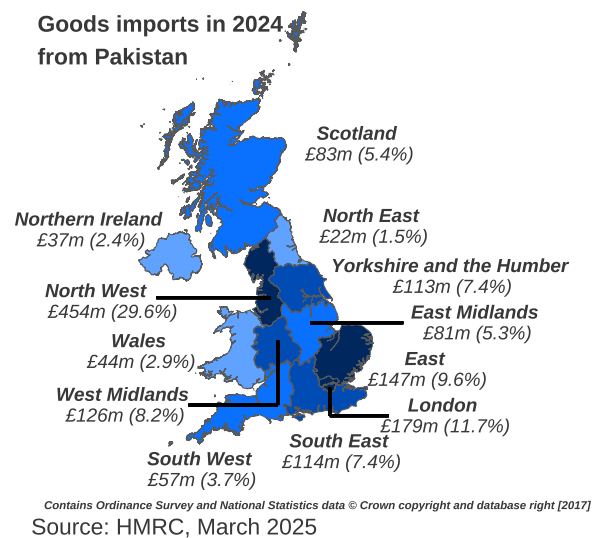 Goods imports in 2024
from Pakistan
Scotland
£83m (5.4%)
Northern Ireland
£37m (2.4%)
North East
£22m (1.5%)
Yorkshire and the Humber
£113m (7.4%)
North West
£454m (29.6%)
East Midlands
£81m (5.3%)
Wales
£44m (2.9%)
East
£147m (9.6%)
West Midlands
£126m (8.2%)
London
£179m (11.7%)
South East
£114m (7.4%)
South West
£57m (3.7%)
Contains Ordinance Survey and National Statistics data © Crown copyright and database right [2017]
Source: HMRC, March 2025